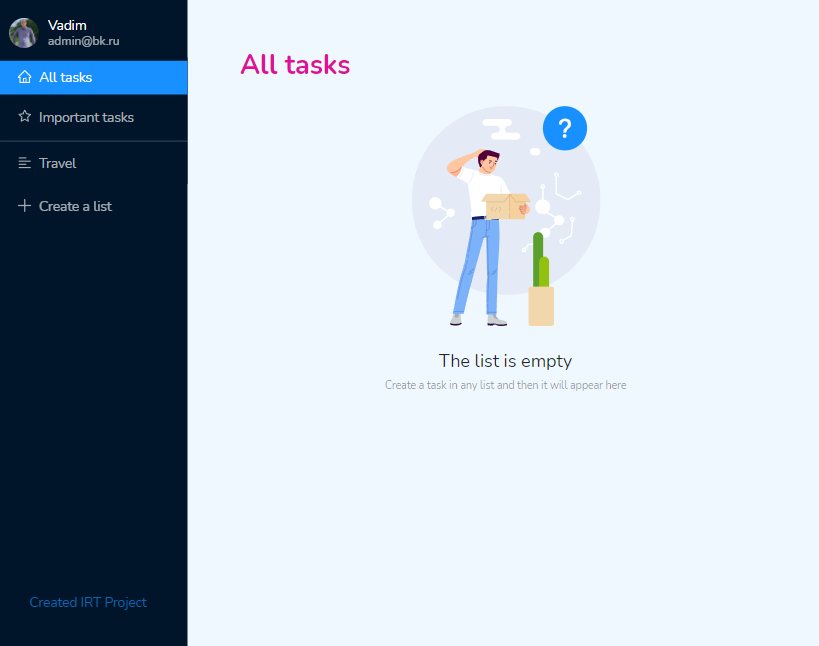 Vadim
admin@bk.ru
All tasks
Important tasks
Travel
Create a list
Created IRT Project
All tasks
?
The list is empty
Create a task in any list and then it will appear here